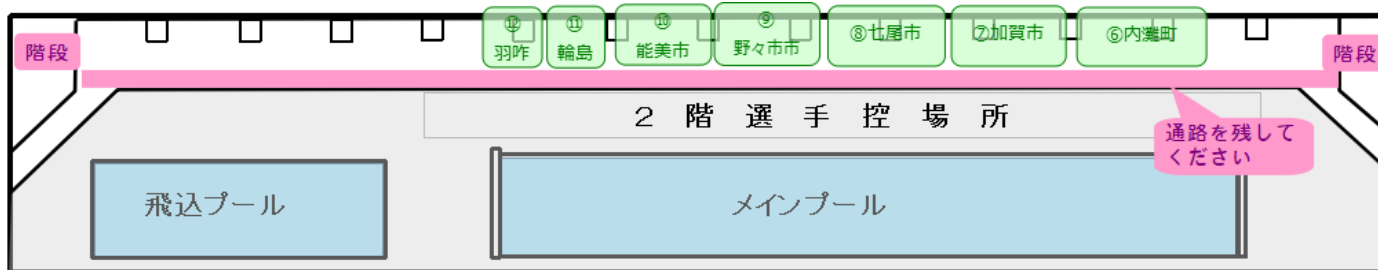 ⑫
羽咋
⑪
輪島
⑩
能美市
⑨
野々市市
⑧七尾市
⑦加賀市
⑥内灘町
階段
階段
2階選手控場所
通路を残して
ください
飛込プール
メインプール